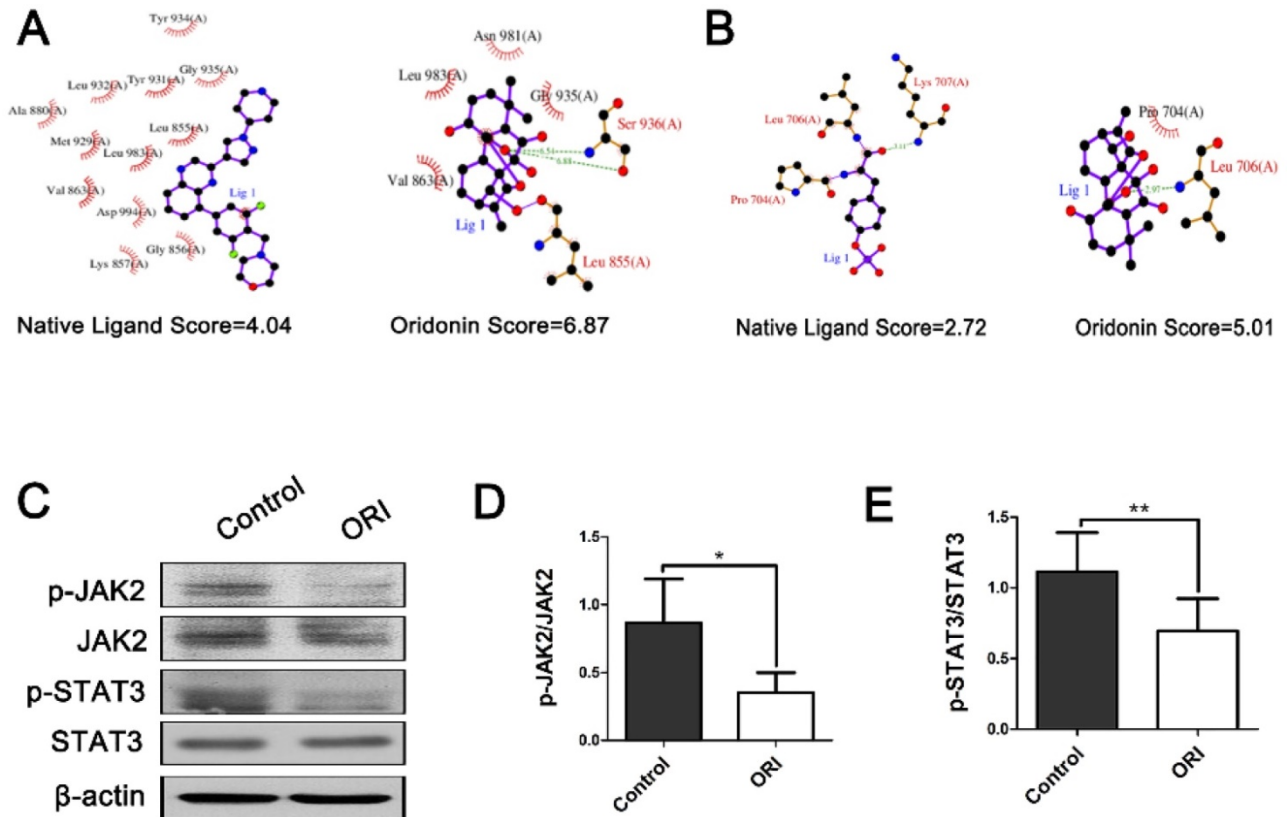 A
Tyr 934(A)
Leu 932(A)
Tyr 931(A)
Gly 935(A)
Ala 880(A)
Met 929(A)
Leu 855(A)
Leu 983(A)
Val 863(A)
Lig 1
Asp 994(A)
Gly 856(A)
Lys 857(A)
Native Ligand Score=4.04
Asn 981(A)
Leu 983(A)
Gly 935(A)
Ser 936(A)
Val 863(A)
Lig 1
Leu 855(A)
Oridonin Score=6.87
B
Lys 707(A)
Leu 706(A)
Pro 704(A)
Lig 1
Native Ligand Score=2.72
Pro 704(A)
Lig 1
Leu 706(A)
2.97
Oridonin Score=5.01
C
Control
ORI
p-JAK2
JAK2
p-STAT3
STAT3
β-actin
D
p-JAK2/JAK2
1.5
1.0
0.5
0.0
*
Control
ORI
E
p-STAT3/STAT3
1.5
1.0
0.5
0.0
**
Control
ORI